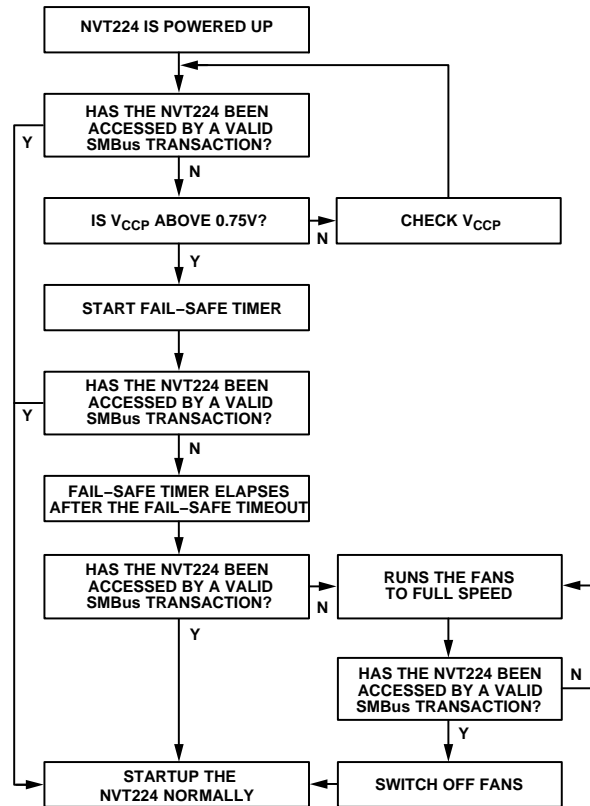 NVT224 IS POWERED UP
HAS THE NVT224 BEEN
ACCESSED BY A VALID
SMBus TRANSACTION?
Y
N
IS VCCP ABOVE 0.75V?
N
CHECK VCCP
Y
START FAIL–SAFE TIMER
HAS THE NVT224 BEEN
ACCESSED BY A VALID
SMBus TRANSACTION?
Y
N
FAIL–SAFE TIMER ELAPSES
AFTER THE FAIL–SAFE TIMEOUT
HAS THE NVT224 BEEN
ACCESSED BY A VALID
SMBus TRANSACTION?
N
RUNS THE FANS
TO FULL SPEED
Y
HAS THE NVT224 BEEN
ACCESSED BY A VALID
SMBus TRANSACTION?
N
Y
STARTUP THE
NVT224 NORMALLY
SWITCH OFF FANS